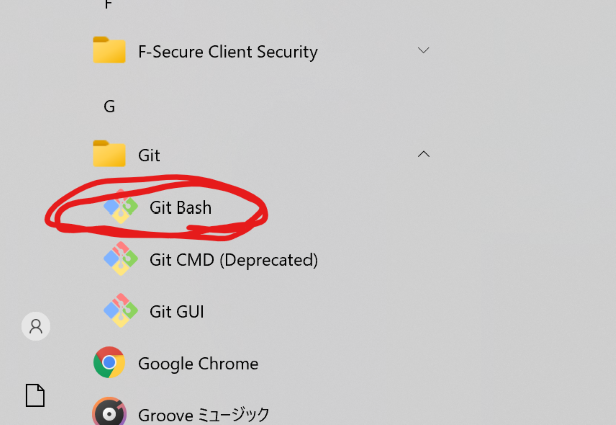 F
F-Secure Client Security
G
Git
Git Bash
Git CMD (Deprecated)
Git GUI
Google Chrome
Groove ミュージック